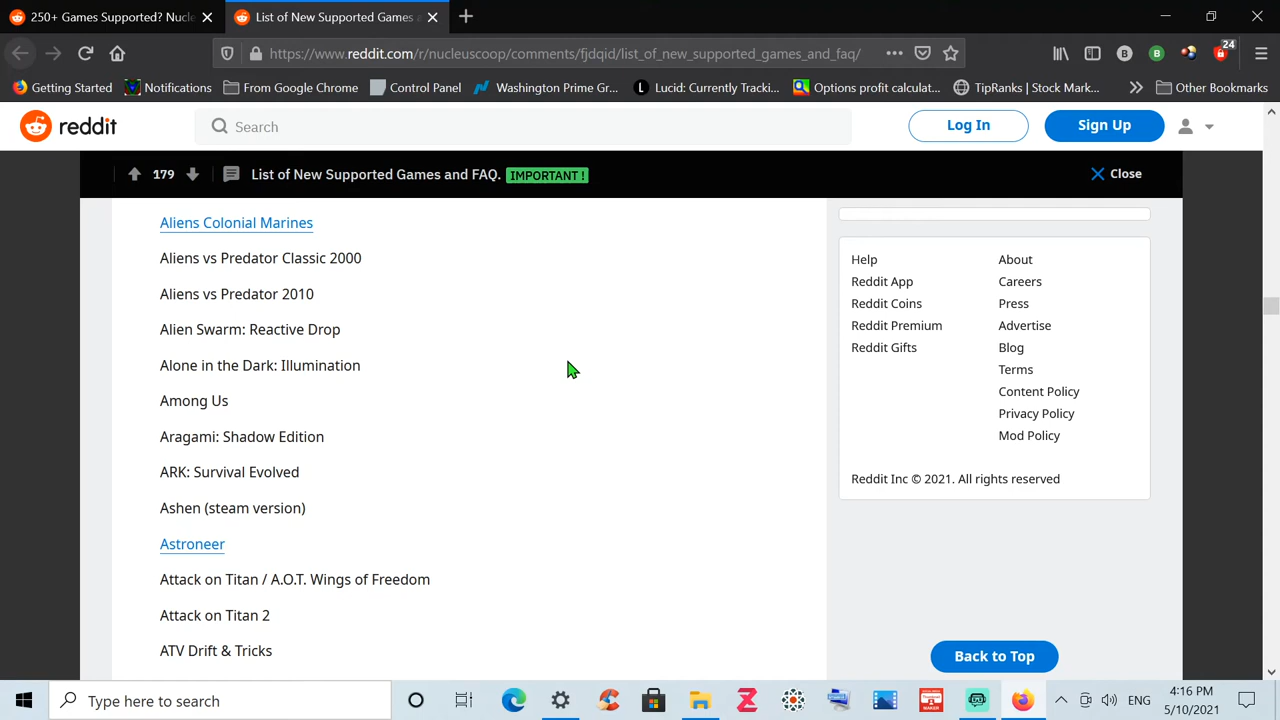 250+ Games Supported? Nucle
List of New Supported Games a
https://www.reddit.com/r/nucleuscoop/comments/fjdqid/list_of_new_supported_games_and_faq/
24
Getting Started
Notifications
From Google Chrome
Control Panel
Washington Prime Gr...
Lucid: Currently Tracki...
Options profit calculat...
TipRanks | Stock Mark...
Other Bookmarks
reddit
Search
Log In
Sign Up
179
List of New Supported Games and FAQ.
IMPORTANT !
Close
Aliens Colonial Marines
Aliens vs Predator Classic 2000
Aliens vs Predator 2010
Alien Swarm: Reactive Drop
Alone in the Dark: Illumination
Among Us
Aragami: Shadow Edition
ARK: Survival Evolved
Ashen (steam version)
Astroneer
Attack on Titan / A.O.T. Wings of Freedom
Attack on Titan 2
ATV Drift & Tricks
Help
Reddit App
Reddit Coins
Reddit Premium
Reddit Gifts
About
Careers
Press
Advertise
Blog
Terms
Content Policy
Privacy Policy
Mod Policy
Reddit Inc © 2021. All rights reserved
Back to Top
Type here to search
ENG
4:16 PM
5/10/2021